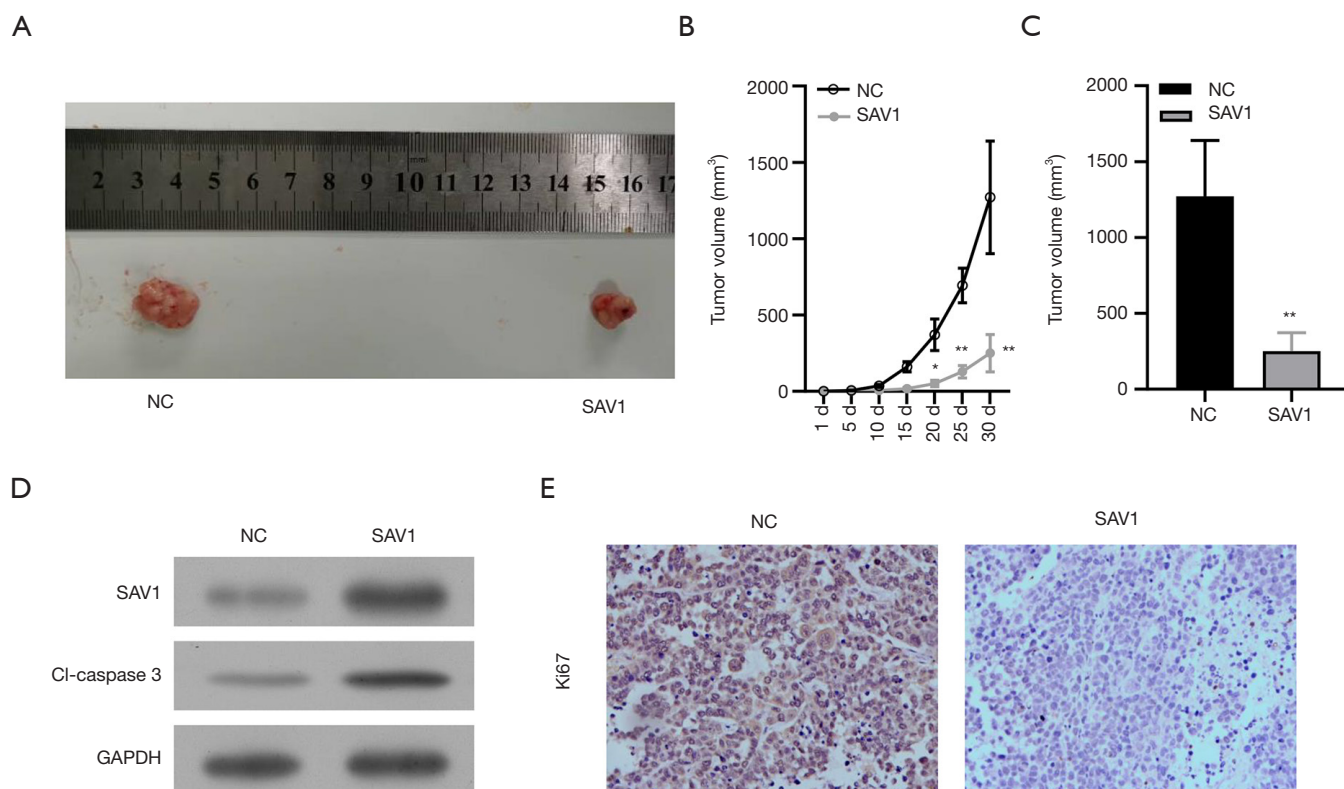 A
2 3 4 5 6 7 8 9 10 11 12 13 14 15 16 17
mm
NC
SAV1
B
2000
1500
1000
500
0
Tumor volume (mm³)
NC
SAV1
*
**
**
1 d
5 d
10 d
15 d
20 d
25 d
30 d
C
2000
1500
1000
500
0
Tumor volume (mm³)
NC
SAV1
**
NC
SAV1
D
NC
SAV1
SAV1
Cl-caspase 3
GAPDH
E
NC
SAV1
Ki67